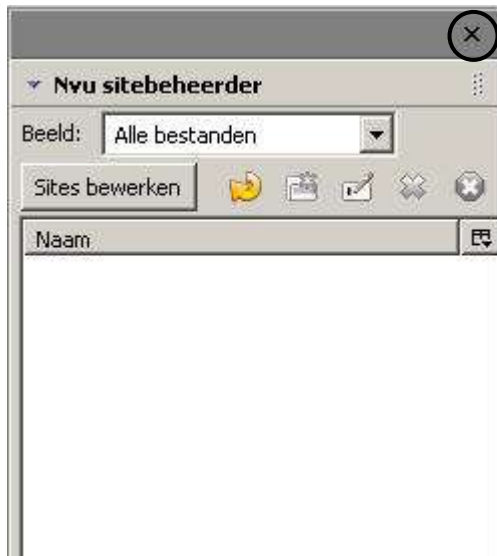 Nvu sitebeheerder
Beeld: Alle bestanden
Sites bewerken
Naam